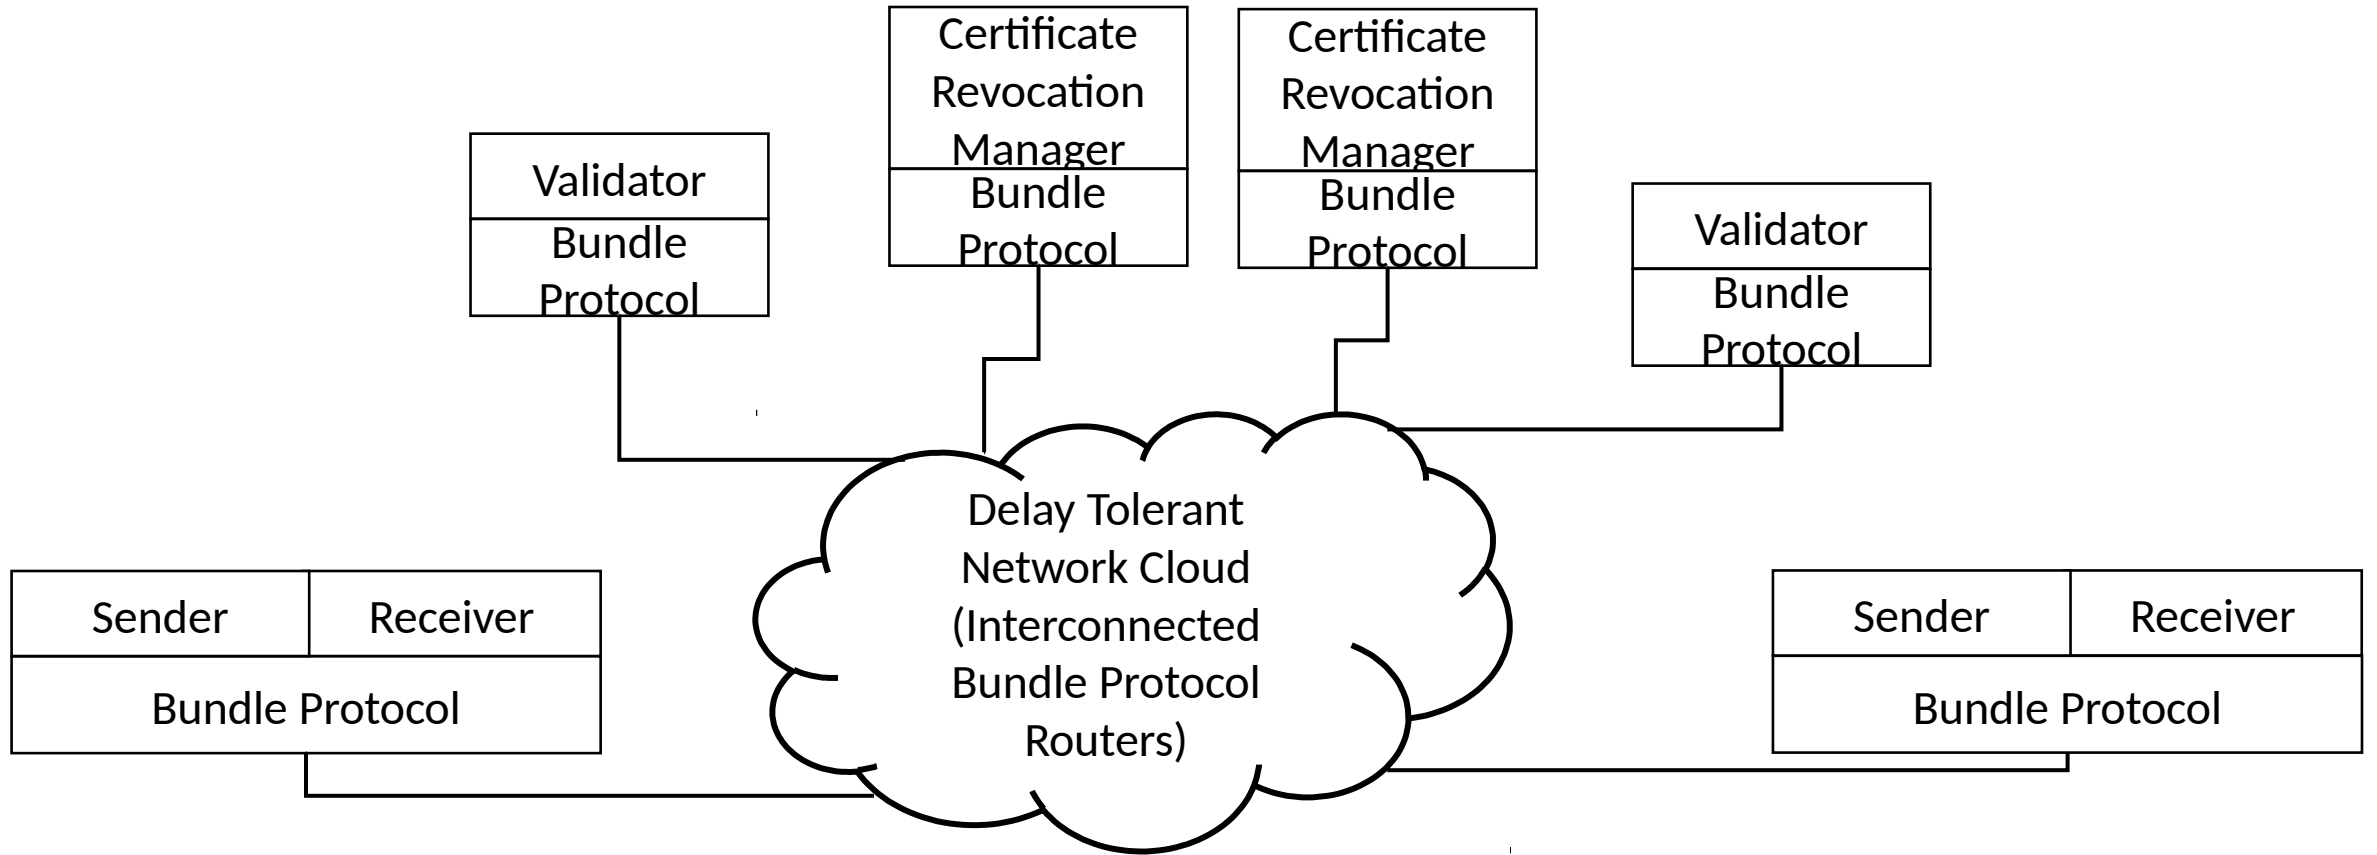 Certificate
Revocation
Manager
Bundle
Protocol
Certificate
Revocation
Manager
Bundle
Protocol
Validator
Bundle
Protocol
Validator
Bundle
Protocol
Delay Tolerant
Network Cloud
(Interconnected
Bundle Protocol
Routers)
Sender
Receiver
Bundle Protocol
Sender
Receiver
Bundle Protocol